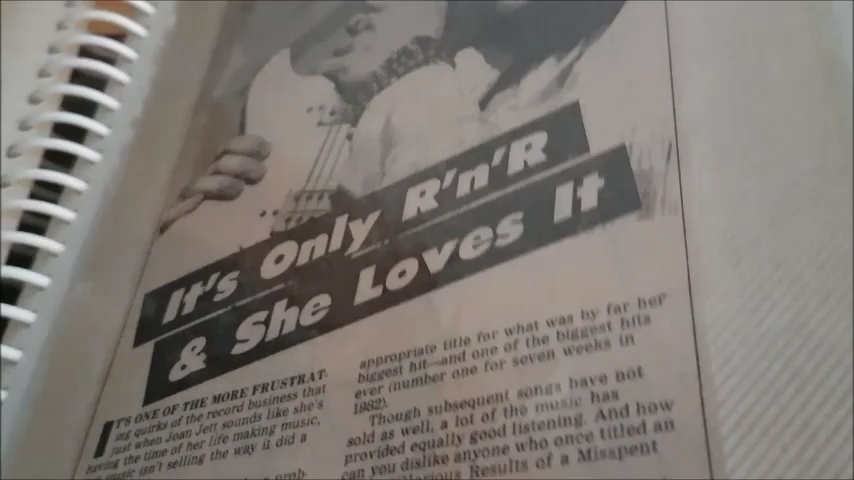 It's Only R'n'R
& She Loves It
IT'S ONE OF THE MORE FRUSTRAT-
ing quirks of the record business that
just when Joan Jett sounds like she's
having the time of her life making music,
music isn't selling the way it did a
appropriate title for what was by far her
biggest hit—and one of the biggest hits
ever (number one for seven weeks in
1982).
Though subsequent songs have not
sold as well, a lot of the music has
provided equally good listening. And how
can you dislike anyone who once titled an
Results of a Misspent